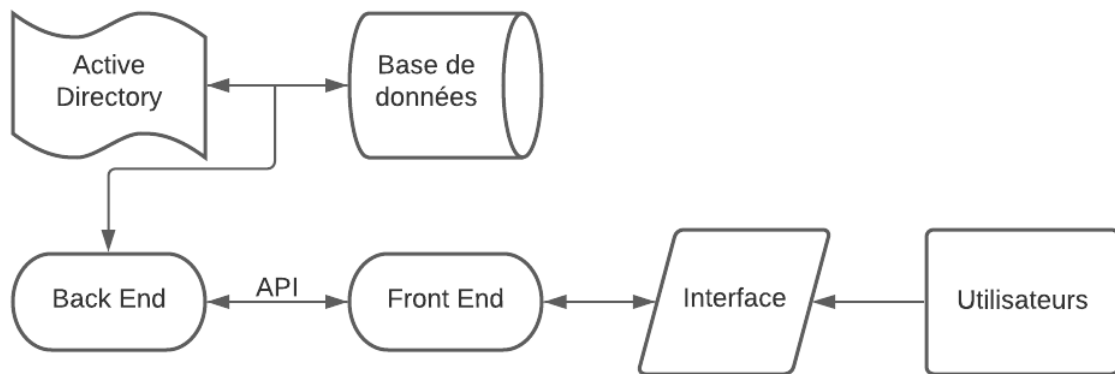 Active
Directory
Base de
données
Back End
API
Front End
Interface
Utilisateurs